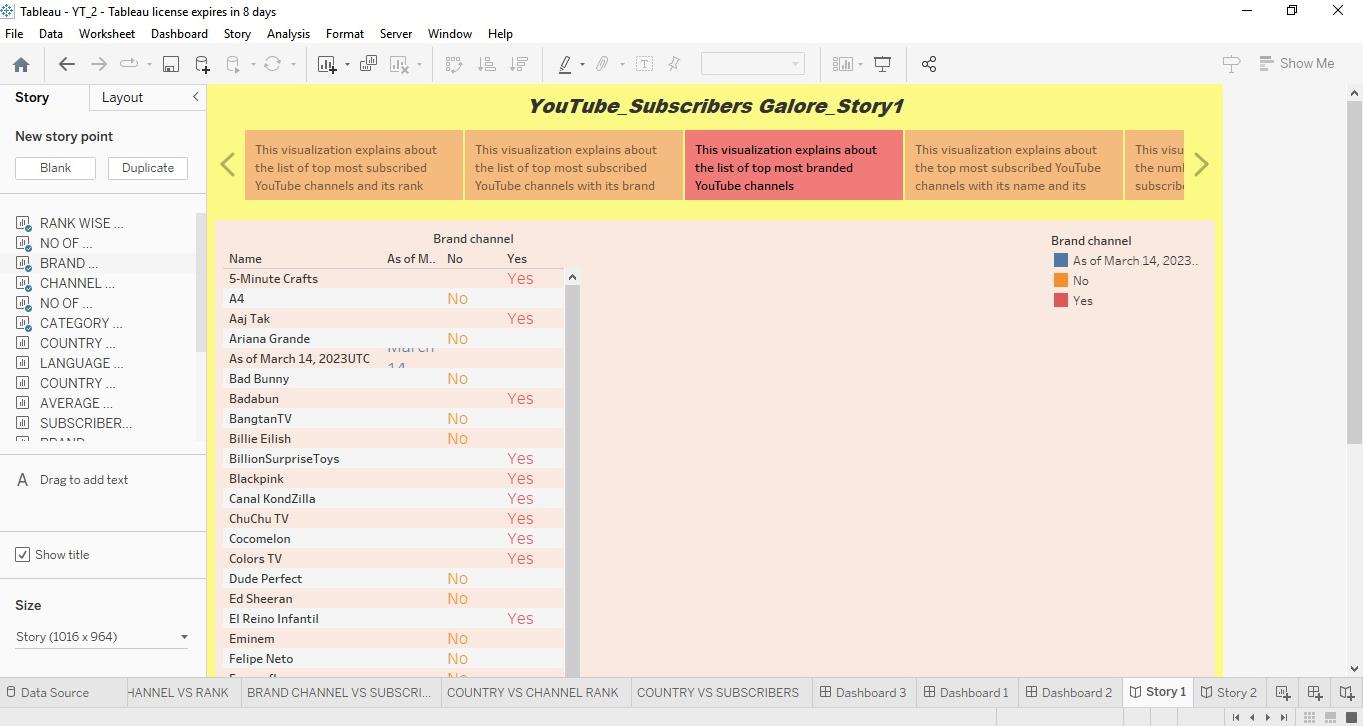 Tableau - YT_2 - Tableau license expires in 8 days
File Data Worksheet Dashboard Story Analysis Format Server Window Help
Show Me
Story Layout
New story point
Blank Duplicate
RANK WISE ...
NO OF ...
BRAND ...
CHANNEL ...
NO OF ...
CATEGORY ...
COUNTRY ...
LANGUAGE ...
COUNTRY ...
AVERAGE ...
SUBSCRIBER...
A Drag to add text
Show title
Size
Story (1016 x 964)
YouTube_Subscribers Galore_Story1
This visualization explains about
the list of top most subscribed
YouTube channels and its rank
This visualization explains about
the list of top most subscribed
YouTube channels with its brand
This visualization explains about
the list of top most branded
YouTube channels
This visualization explains about
the top most subscribed YouTube
channels with its name and its
This
the
Brand channel
Name As of M.. No Yes
5-Minute Crafts Yes
A4 No
Aaj Tak Yes
Ariana Grande No
As of March 14, 2023UTC March 14
Bad Bunny No
Badabun Yes
BangtanTV No
Billie Eilish No
BillionSurpriseToys Yes
Blackpink Yes
Canal KondZilla Yes
ChuChu TV Yes
Cocomelon Yes
Colors TV Yes
Dude Perfect No
Ed Sheeran No
El Reino Infantil Yes
Eminem No
Felipe Neto No
Brand channel
As of March 14, 2023..
No
Yes
Data Source HANNEL VS RANK BRAND CHANNEL VS SUBSCRI... COUNTRY VS CHANNEL RANK COUNTRY VS SUBSCRIBERS Dashboard 3 Dashboard 1 Dashboard 2 Story 1 Story 2